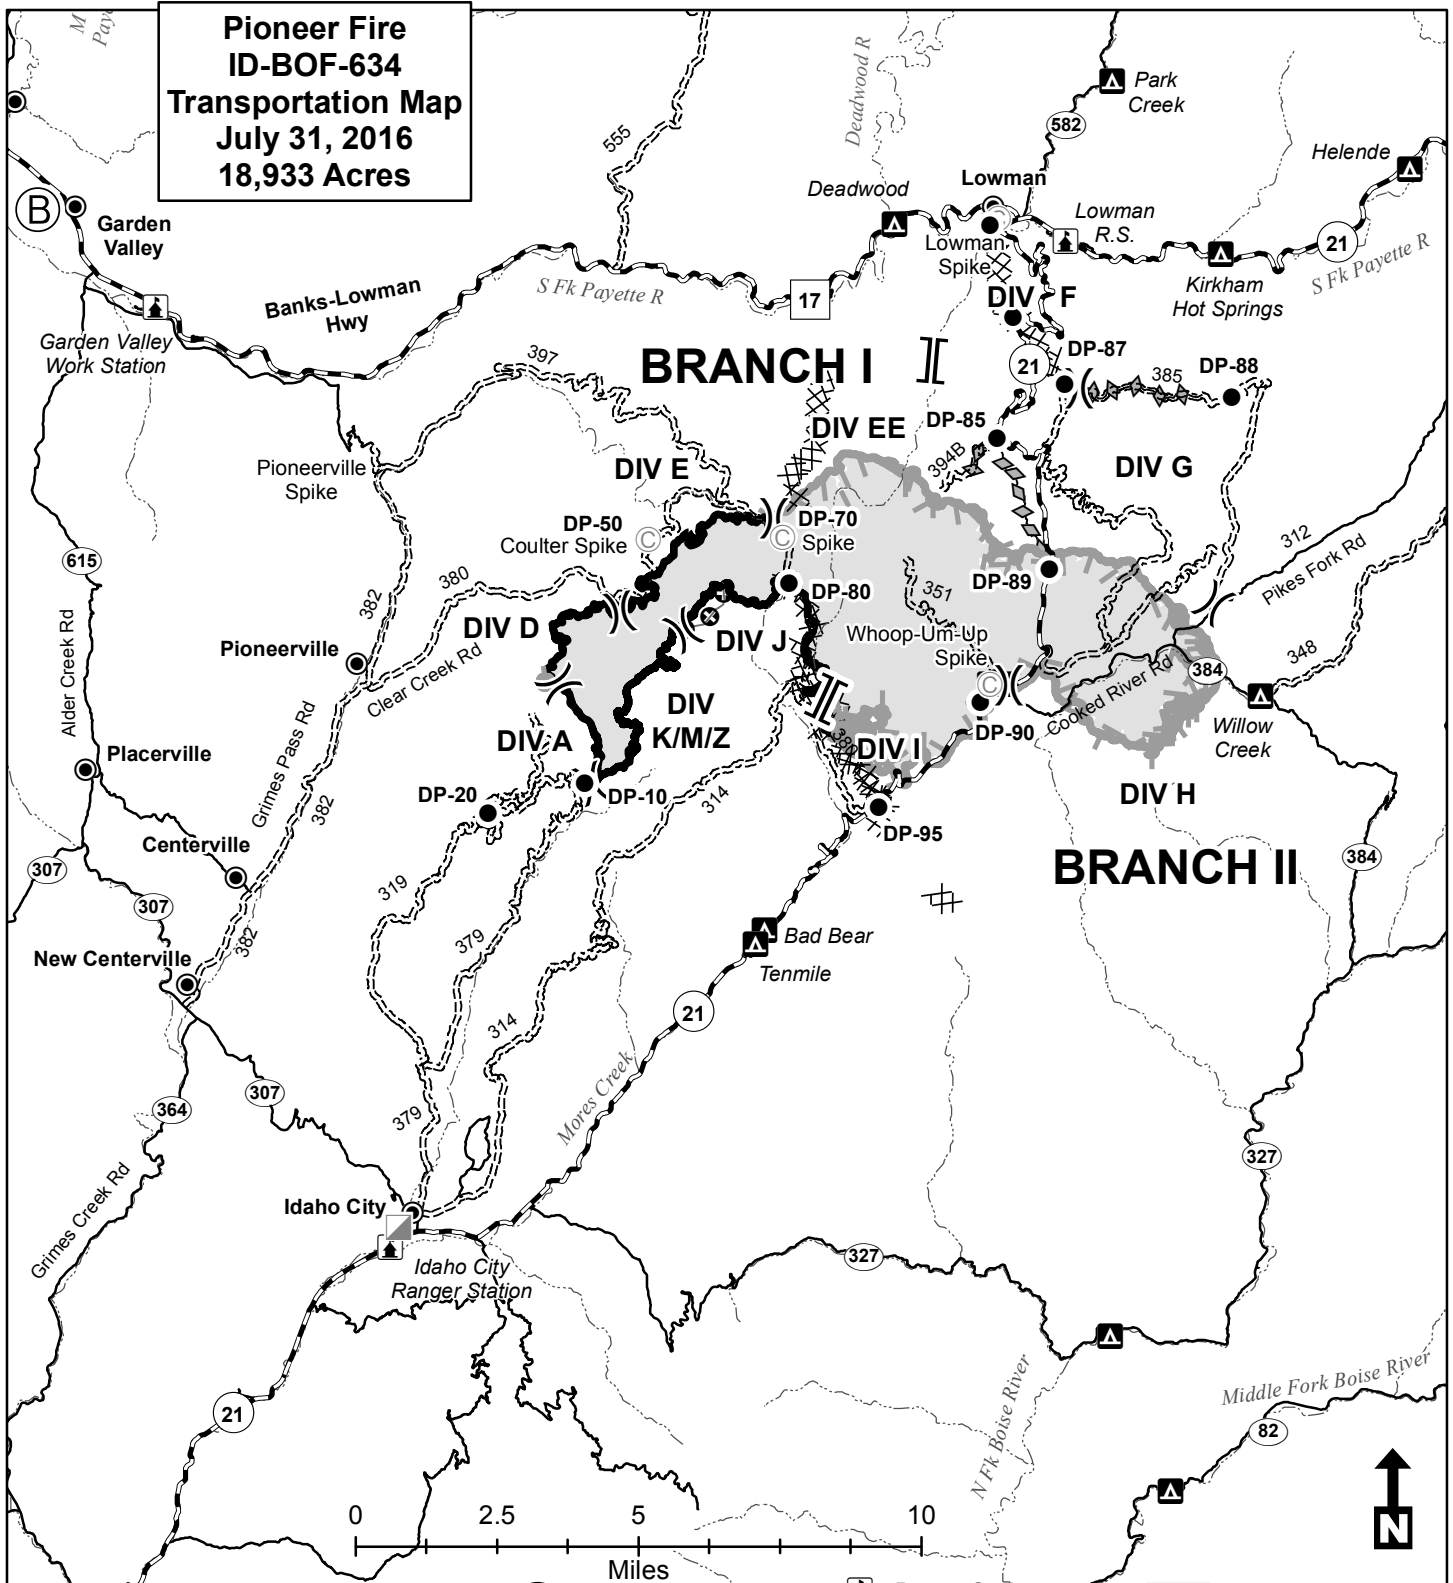 Pioneer Fire
ID-BOF-634
Transportation Map
July 31, 2016
18,933 Acres
Deadwood R
555
582
Park
Creek
Helende
B
Garden
Valley
Deadwood
Lowman
Lowman
R.S.
Lowman
Spike
21
S Fk Payette R
Kirkham
Hot Springs
Banks-Lowman
Hwy
S Fk Payette R
17
DIV F
Garden Valley
Work Station
397
BRANCH I
21
DP-87
385
DP-88
DIV EE
DP-85
394B
DIV G
Pioneerville
Spike
DIV E
DP-50
Coulter Spike
C
DP-70
Spike
C
312
Pikes Fork Rd
615
Alder Creek Rd
380
382
DP-89
351
DP-80
DIV D
DIV J
Whoop-Um-Up
Spike
C
Pioneerville
Clear Creek Rd
384
348
Cooked River Rd
Willow
Creek
DIV
K/M/Z
DP-90
DIV A
380
DIV I
Grimes Pass Rd
382
Placerville
DP-20
DP-10
314
DIV H
DP-95
Centerville
BRANCH II
384
307
307
319
382
379
New Centerville
Bad Bear
Tenmile
21
314
Mores Creek
307
364
379
327
Grimes Creek Rd
Idaho City
Idaho City
Ranger Station
327
N Fk Boise River
Middle Fork Boise River
82
21
0
2.5
5
10
Miles
N